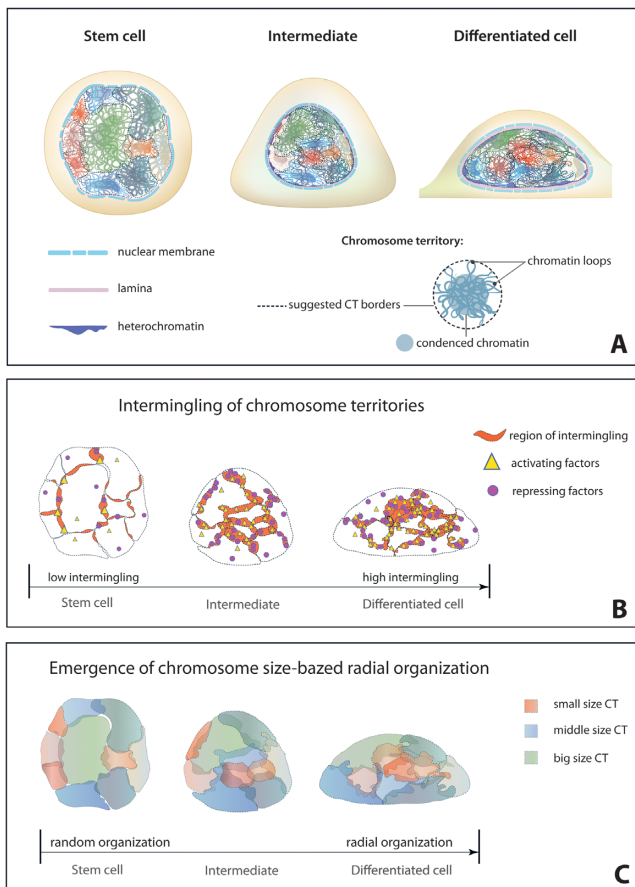 Stem cell
Intermediate
Differentiated cell
nuclear membrane
lamina
heterochromatin
Chromosome territory:
chromatin loops
suggested CT borders
condenced chromatin
A
Intermingling of chromosome territories
region of intermingling
activating factors
repressing factors
low intermingling
high intermingling
Stem cell
Intermediate
Differentiated cell
B
Emergence of chromosome size-bazed radial organization
small size CT
middle size CT
big size CT
random organization
radial organization
Stem cell
Intermediate
Differentiated cell
C